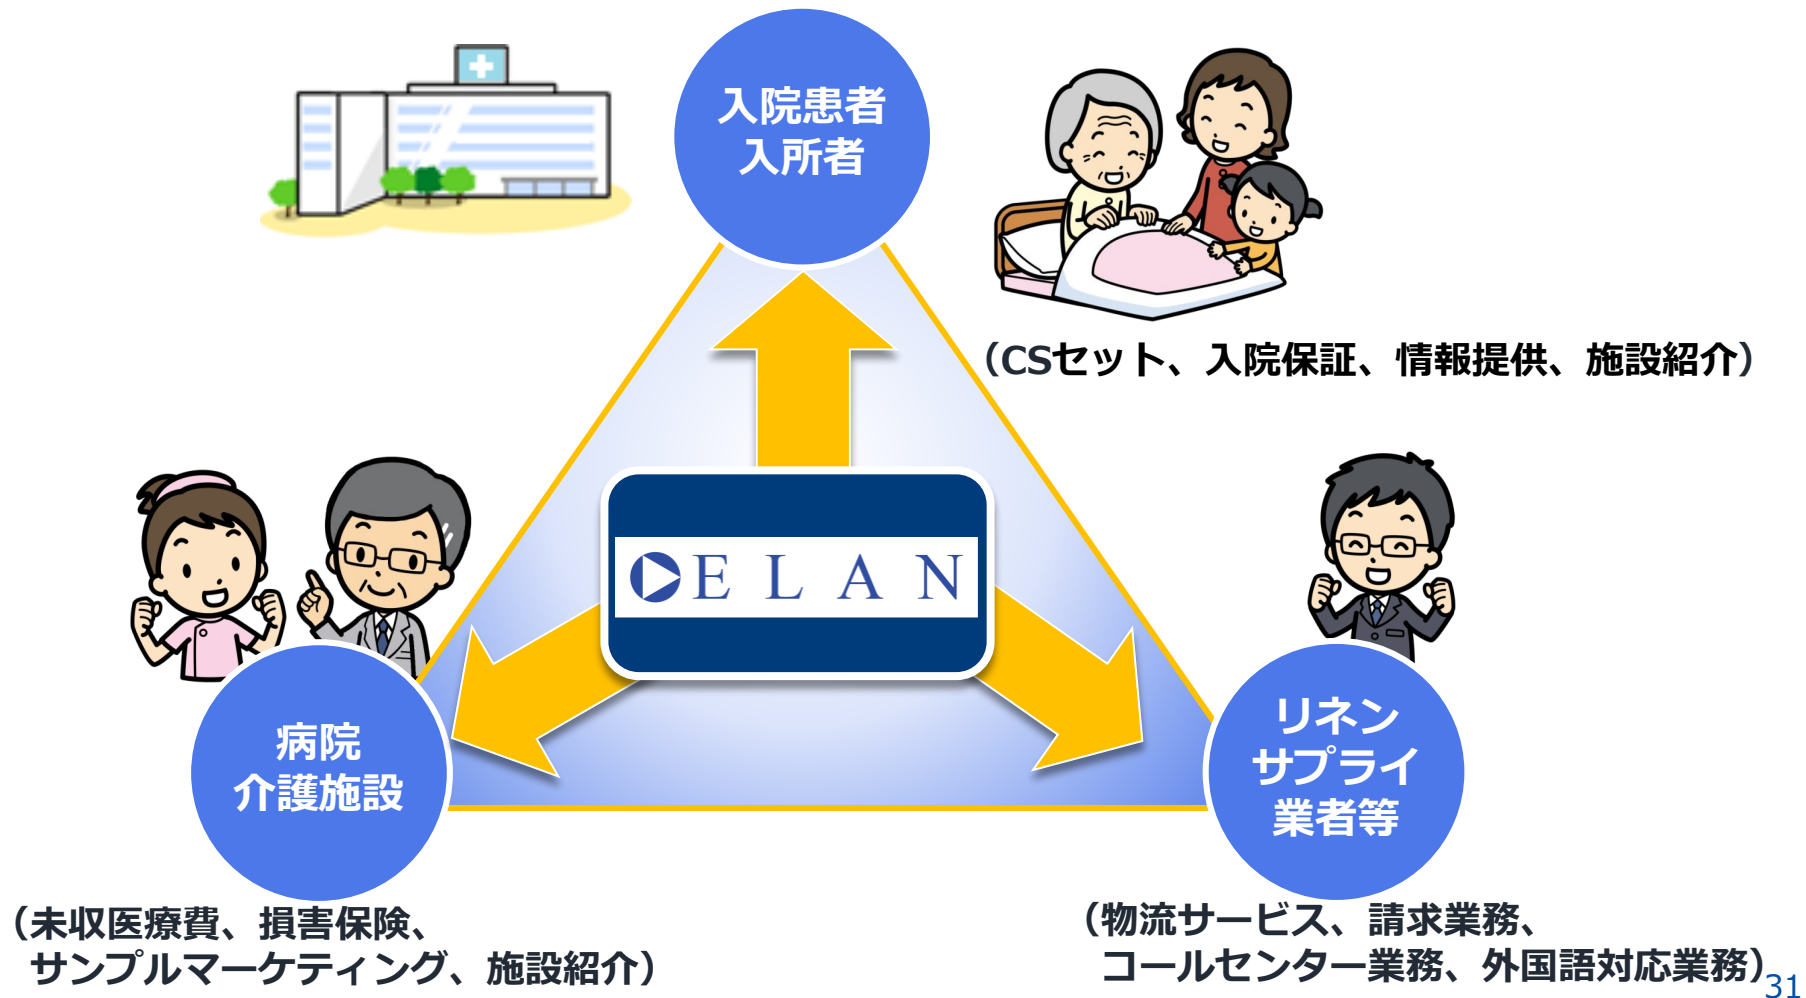 入院患者
入所者
（CSセット、入院保証、情報提供、施設紹介）
ELAN
病院
介護施設
（未収医療費、損害保険、
サンプルマーケティング、施設紹介）
リネン
サプライ
業者等
（物流サービス、請求業務、
コールセンター業務、外国語対応業務）
31